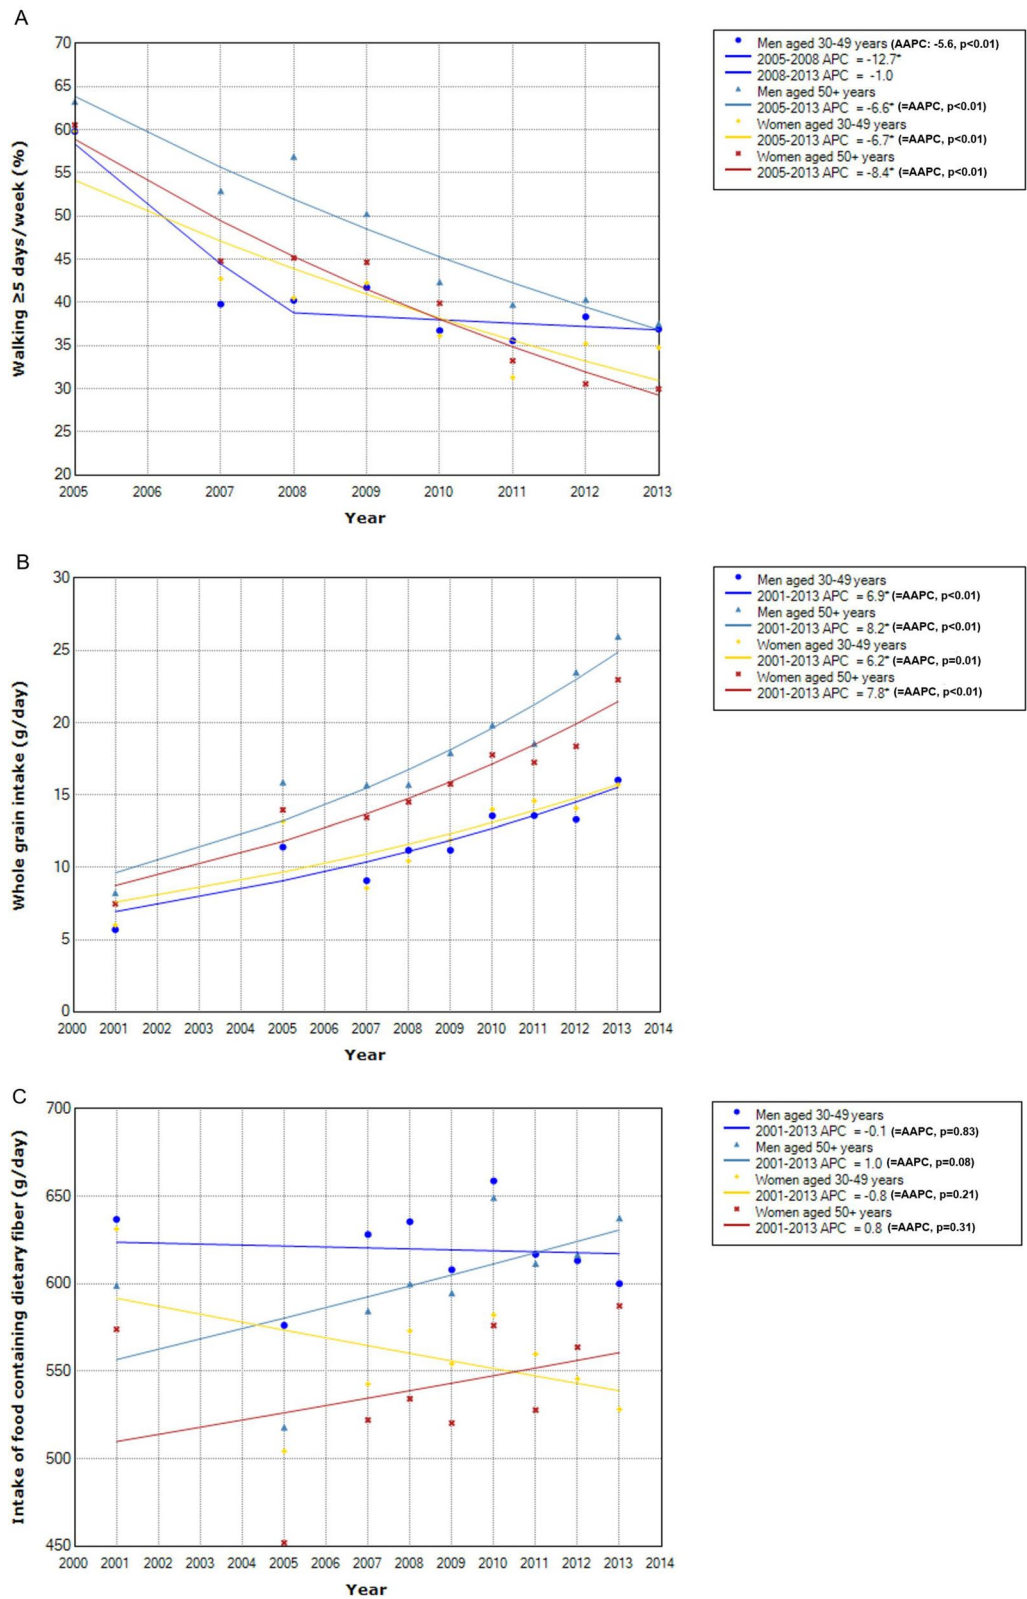 A
70
65
60
55
50
45
40
35
30
25
20
Walking ≥5 days/week (%)
2005 2006 2007 2008 2009 2010 2011 2012 2013
Year
Men aged 30-49 years (AAPC: -5.6, p<0.01)
2005-2008 APC = -12.7*
2008-2013 APC = -1.0
Men aged 50+ years
2005-2013 APC = -6.6* (=AAPC, p<0.01)
Women aged 30-49 years
2005-2013 APC = -6.7* (=AAPC, p<0.01)
Women aged 50+ years
2005-2013 APC = -8.4* (=AAPC, p<0.01)
B
30
25
20
15
10
5
0
Whole grain intake (g/day)
2000 2001 2002 2003 2004 2005 2006 2007 2008 2009 2010 2011 2012 2013 2014
Year
Men aged 30-49 years
2001-2013 APC = 6.9* (=AAPC, p<0.01)
Men aged 50+ years
2001-2013 APC = 8.2* (=AAPC, p<0.01)
Women aged 30-49 years
2001-2013 APC = 6.2* (=AAPC, p=0.01)
Women aged 50+ years
2001-2013 APC = 7.8* (=AAPC, p<0.01)
C
700
650
600
550
500
450
Intake of food containing dietary fiber (g/day)
2000 2001 2002 2003 2004 2005 2006 2007 2008 2009 2010 2011 2012 2013 2014
Year
Men aged 30-49 years
2001-2013 APC = -0.1 (=AAPC, p=0.83)
Men aged 50+ years
2001-2013 APC = 1.0 (=AAPC, p=0.08)
Women aged 30-49 years
2001-2013 APC = -0.8 (=AAPC, p=0.21)
Women aged 50+ years
2001-2013 APC = 0.8 (=AAPC, p=0.31)